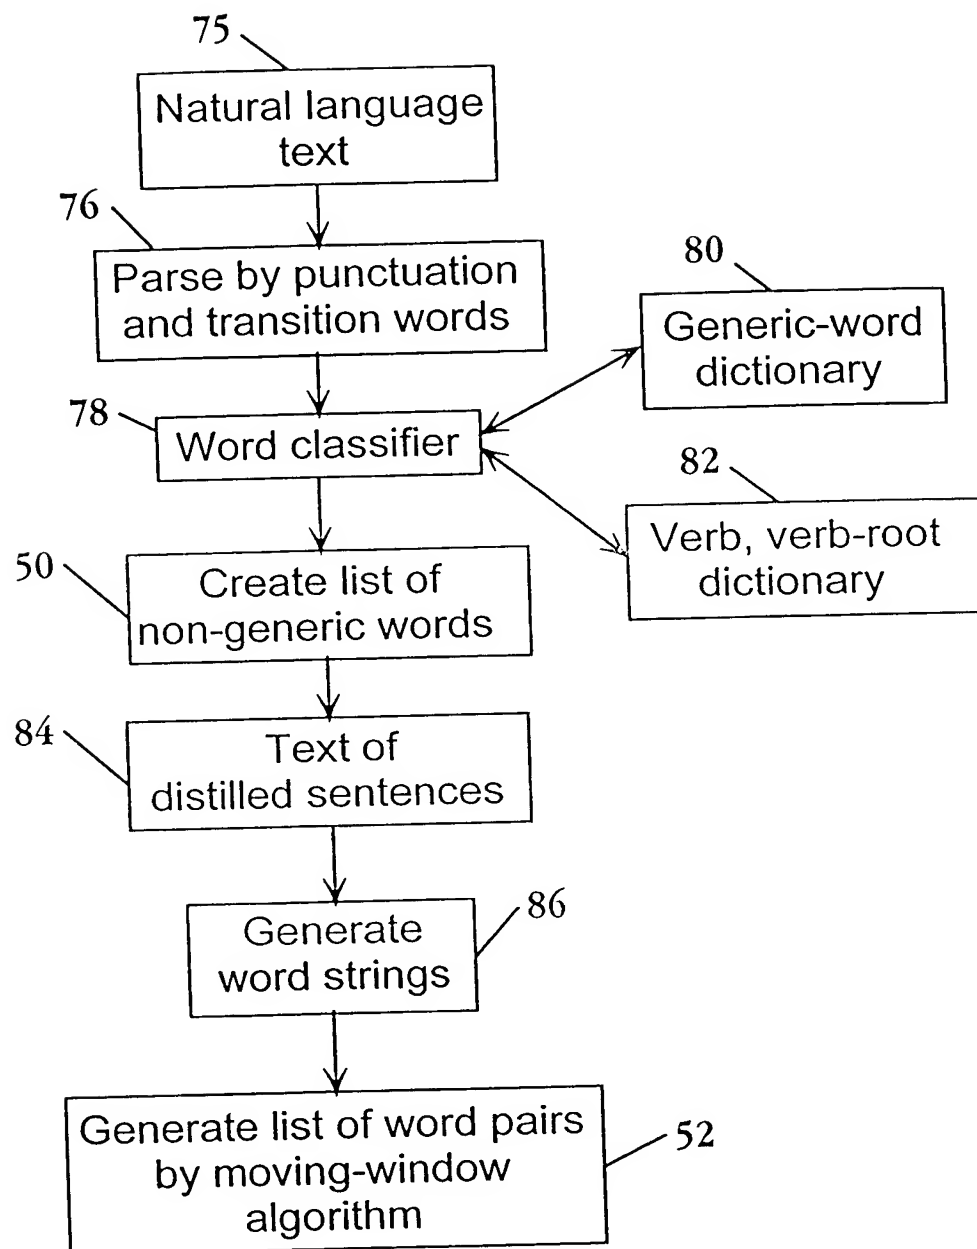 75
Natural language
text
76
Parse by punctuation
and transition words
80
Generic-word
dictionary
78
Word classifier
82
Verb, verb-root
dictionary
50
Create list of
non-generic words
84
Text of
distilled sentences
86
Generate
word strings
Generate list of word pairs
by moving-window
algorithm
52